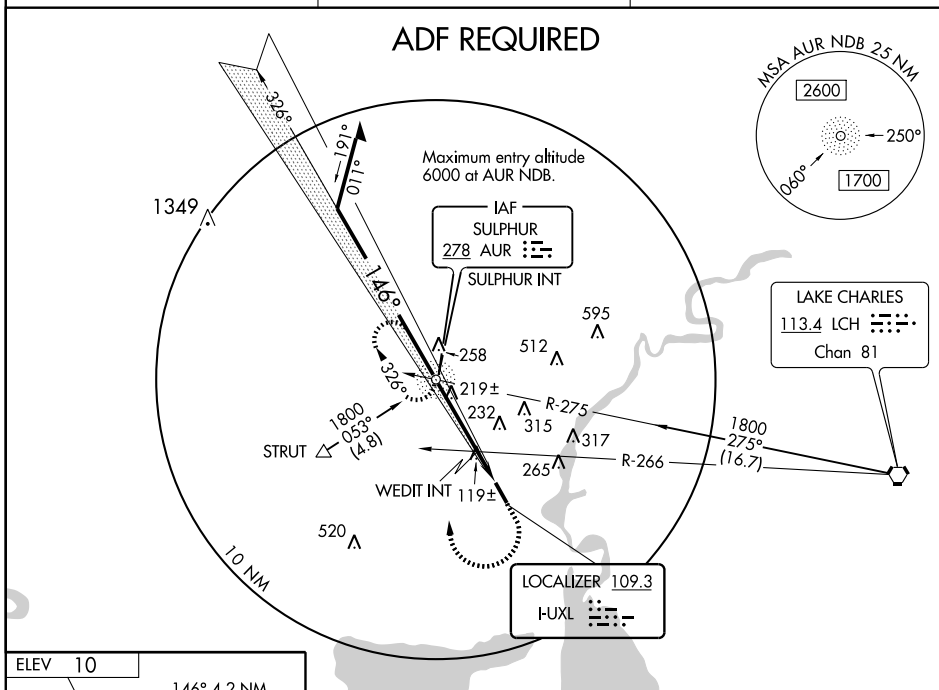 ADF REQUIRED
MSA AUR NDB 25 NM
2600
250°
060°
1700
326°
191°
011°
Maximum entry altitude
6000 at AUR NDB.
1349
IAF
SULPHUR
278 AUR
SULPHUR INT
146°
LAKE CHARLES
113.4 LCH
Chan 81
595
512
258
326°
219±
R-275
1800
275°
(16.7)
232
315
317
1800
053°
(4.8)
STRUT
265
R-266
WEDIT INT
119±
520
10 NM
LOCALIZER 109.3
I-UXL
ELEV 10
146° 4.2 NM